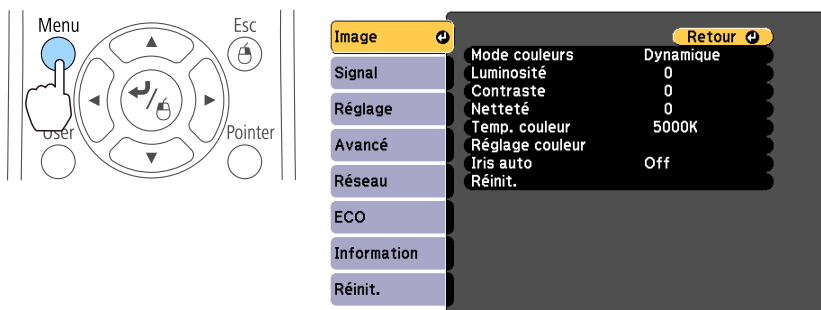 Menu
Esc
User
Pointer
Image
Signal
Réglage
Avancé
Réseau
ECO
Information
Réinit.
Retour
Mode couleurs Dynamique
Luminosité 0
Contraste 0
Netteté 0
Temp. couleur 5000K
Réglage couleur
Iris auto Off
Réinit.